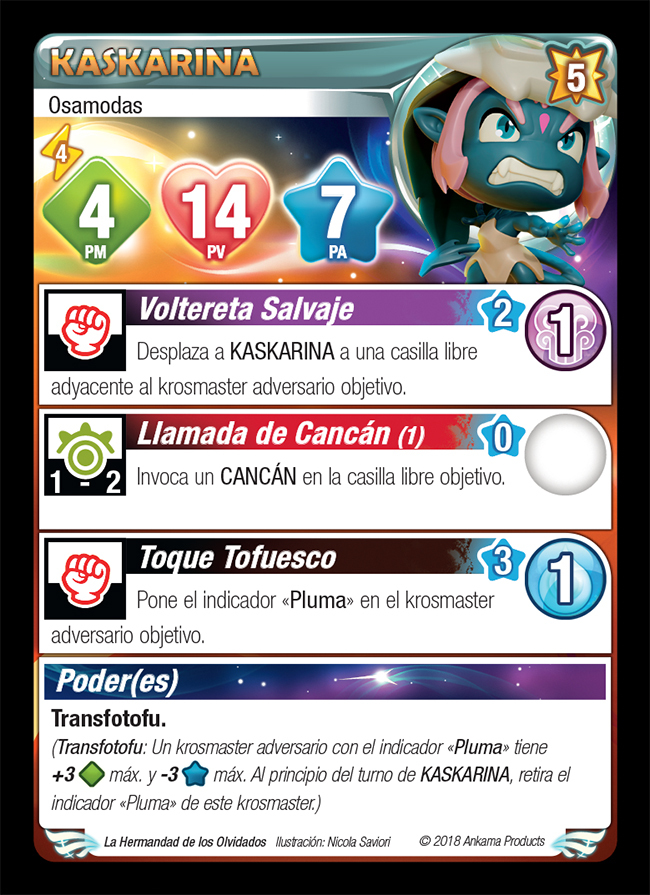 KASKARINA
5
Osamodas
4
4
PM
14
PV
7
PA
Voltereta Salvaje
2
1
Desplaza a KASKARINA a una casilla libre
adyacente al krosmaster adversario objetivo.
Llamada de Cancán (1)
0
1 - 2
Invoca un CANCÁN en la casilla libre objetivo.
Toque Tofuesco
3
1
Pone el indicador «Pluma» en el krosmaster
adversario objetivo.
Poder(es)
Transfotofu.
(Transfotofu: Un krosmaster adversario con el indicador «Pluma» tiene
+3 máx. y -3 máx. Al principio del turno de KASKARINA, retira el
indicador «Pluma» de este krosmaster.)
La Hermandad de los Olvidados Ilustración: Nicola Saviori © 2018 Ankama Products